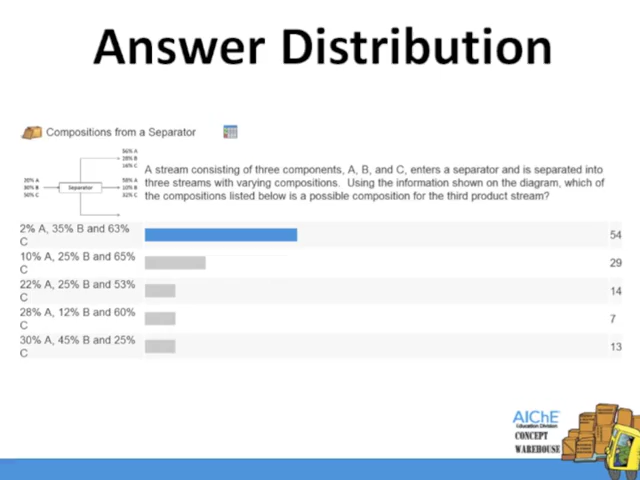 Answer Distribution
Compositions from a Separator
56% A
28% B
16% C
20% A
30% B
50% C
Separator
58% A
10% B
32% C
A stream consisting of three components, A, B, and C, enters a separator and is separated into
three streams with varying compositions. Using the information shown on the diagram, which of
the compositions listed below is a possible composition for the third product stream?
2% A, 35% B and 63%
C
54
10% A, 25% B and 65%
C
29
22% A, 25% B and 53%
C
14
28% A, 12% B and 60%
C
7
30% A, 45% B and 25%
C
13
AIChE
Education Division
CONCEPT
WAREHOUSE